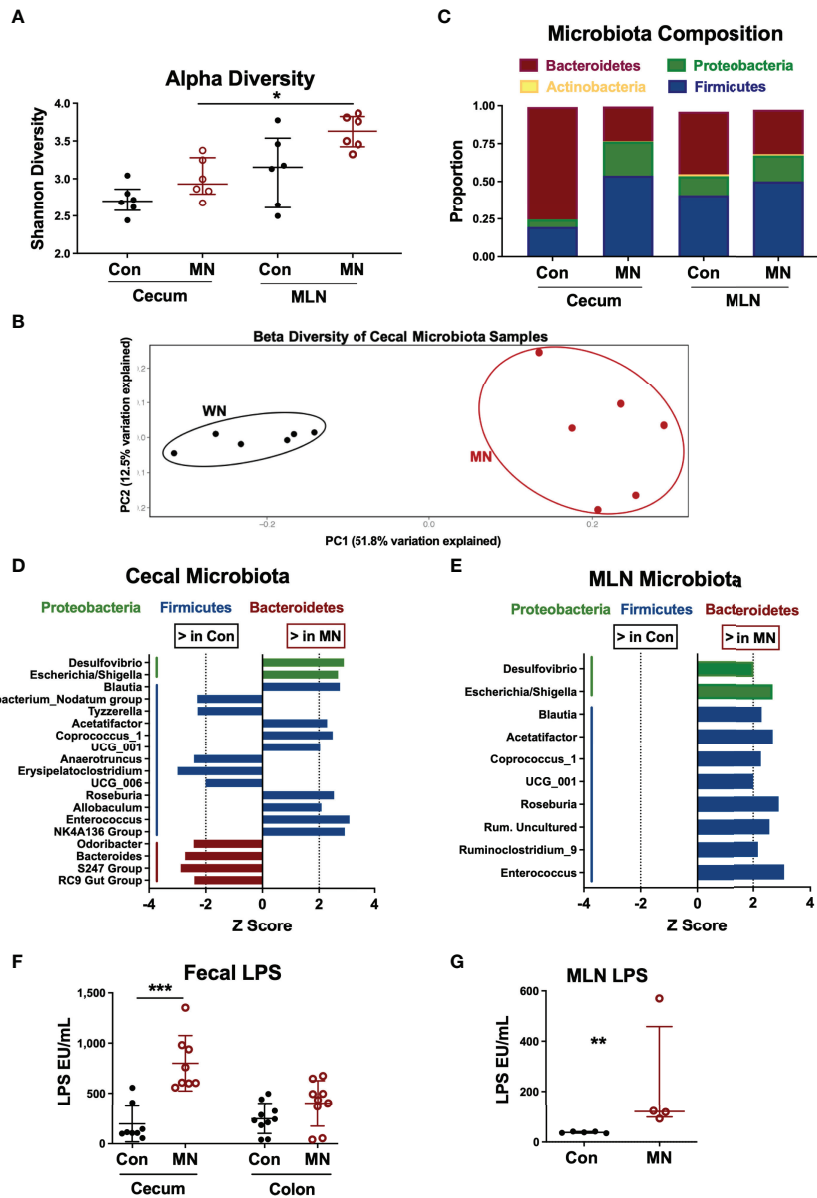 A
Alpha Diversity
*
Shannon Diversity
4.0
3.5
3.0
2.5
2.0
Con MN Con MN
Cecum MLN
C
Microbiota Composition
Bacteroidetes Proteobacteria
Actinobacteria Firmicutes
Proportion
1.00
0.75
0.50
0.25
0.00
Con MN Con MN
Cecum MLN
B
Beta Diversity of Cecal Microbiota Samples
PC2 (12.5% variation explained)
).2
).1
).0
).1
).2
WN
MN
−0.2 0.0 0.2
PC1 (51.8% variation explained)
D
Cecal Microbiota
Proteobacteria Firmicutes Bacteroidetes
> in Con > in MN
Desulfovibrio
Escherichia/Shigella
Blautia
bacterium_Nodatum group
Tyzzerella
Acetatifactor
Coprococcus_1
UCG_001
Anaerotruncus
Erysipelatoclostridium
UCG_006
Roseburia
Allobaculum
Enterococcus
NK4A136 Group
Odoribacter
Bacteroides
S247 Group
RC9 Gut Group
-4 -2 0 2 4
Z Score
E
MLN Microbiota
Proteobacteria Firmicutes Bacteroidetes
> in Con > in MN
Desulfovibrio
Escherichia/Shigella
Blautia
Acetatifactor
Coprococcus_1
UCG_001
Roseburia
Rum. Uncultured
Ruminoclostridium_9
Enterococcus
-4 -2 0 2 4
Z Score
F
Fecal LPS
***
LPS EU/mL
1,500
1,000
500
0
Con MN Con MN
Cecum Colon
G
MLN LPS
**
LPS EU/mL
600
400
200
0
Con MN